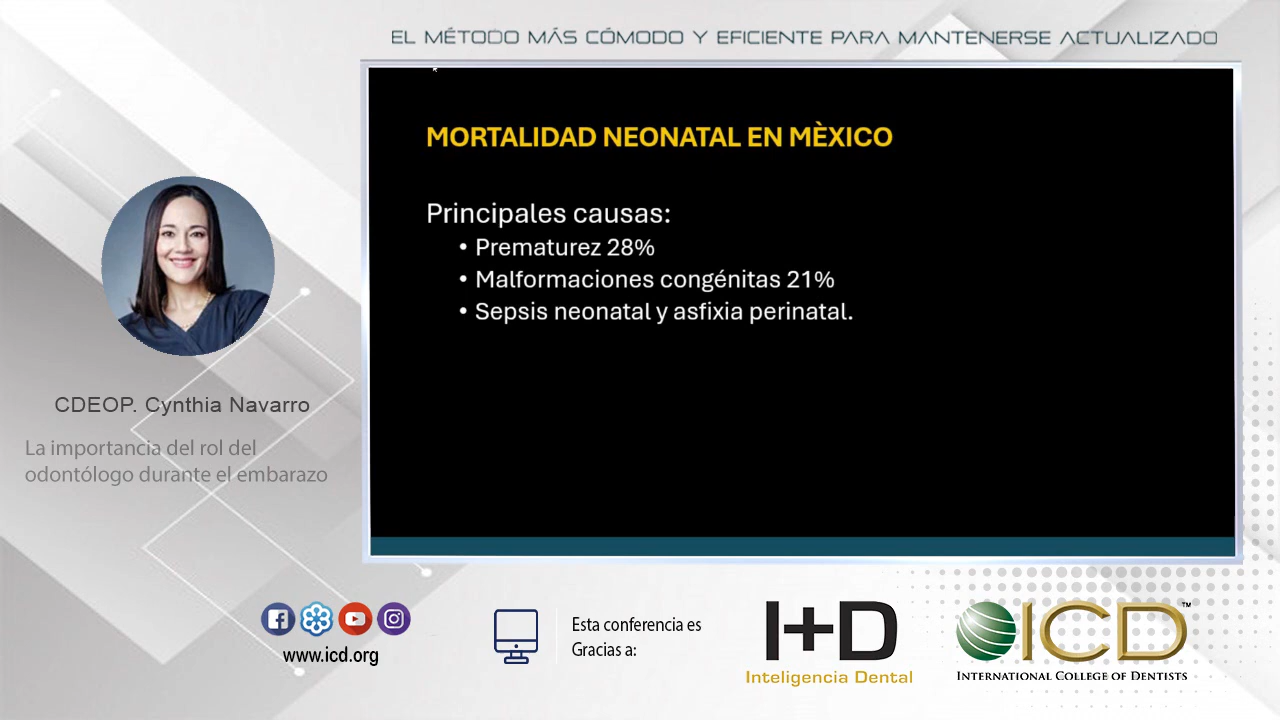 EL MÉTODO MÁS CÓMODO Y EFICIENTE PARA MANTENERSE ACTUALIZADO
MORTALIDAD NEONATAL EN MÈXICO
Principales causas:
• Prematurez 28%
• Malformaciones congénitas 21%
• Sepsis neonatal y asfixia perinatal.
CDEOP. Cynthia Navarro
La importancia del rol del
odontólogo durante el embarazo
www.icd.org
Esta conferencia es
Gracias a:
I+D
Inteligencia Dental
ICD™
INTERNATIONAL COLLEGE OF DENTISTS